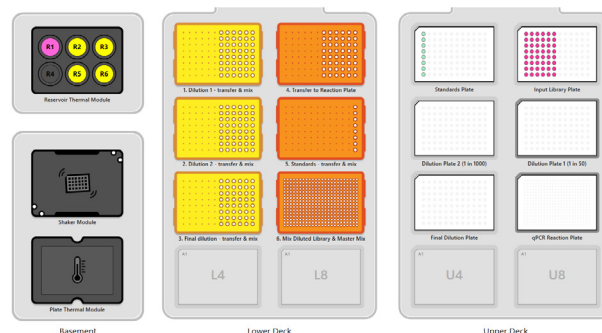 R1 R2 R3
R4 R5 R6
Reservoir Thermal Module
Shaker Module
Plate Thermal Module
Basement
1. Dilution 1 - transfer & mix
4. Transfer to Reaction Plate
2. Dilution 2 - transfer & mix
5. Standards - transfer & mix
3. Final dilution - transfer & mix
6. Mix Diluted Library & Master Mix
A1
L4
A1
L8
Lower Deck
Standards Plate
Input Library Plate
Dilution Plate 2 (1 in 1000)
Dilution Plate 1 (1 in 50)
Final Dilution Plate
qPCR Reaction Plate
A1
U4
A1
U8
Upper Deck